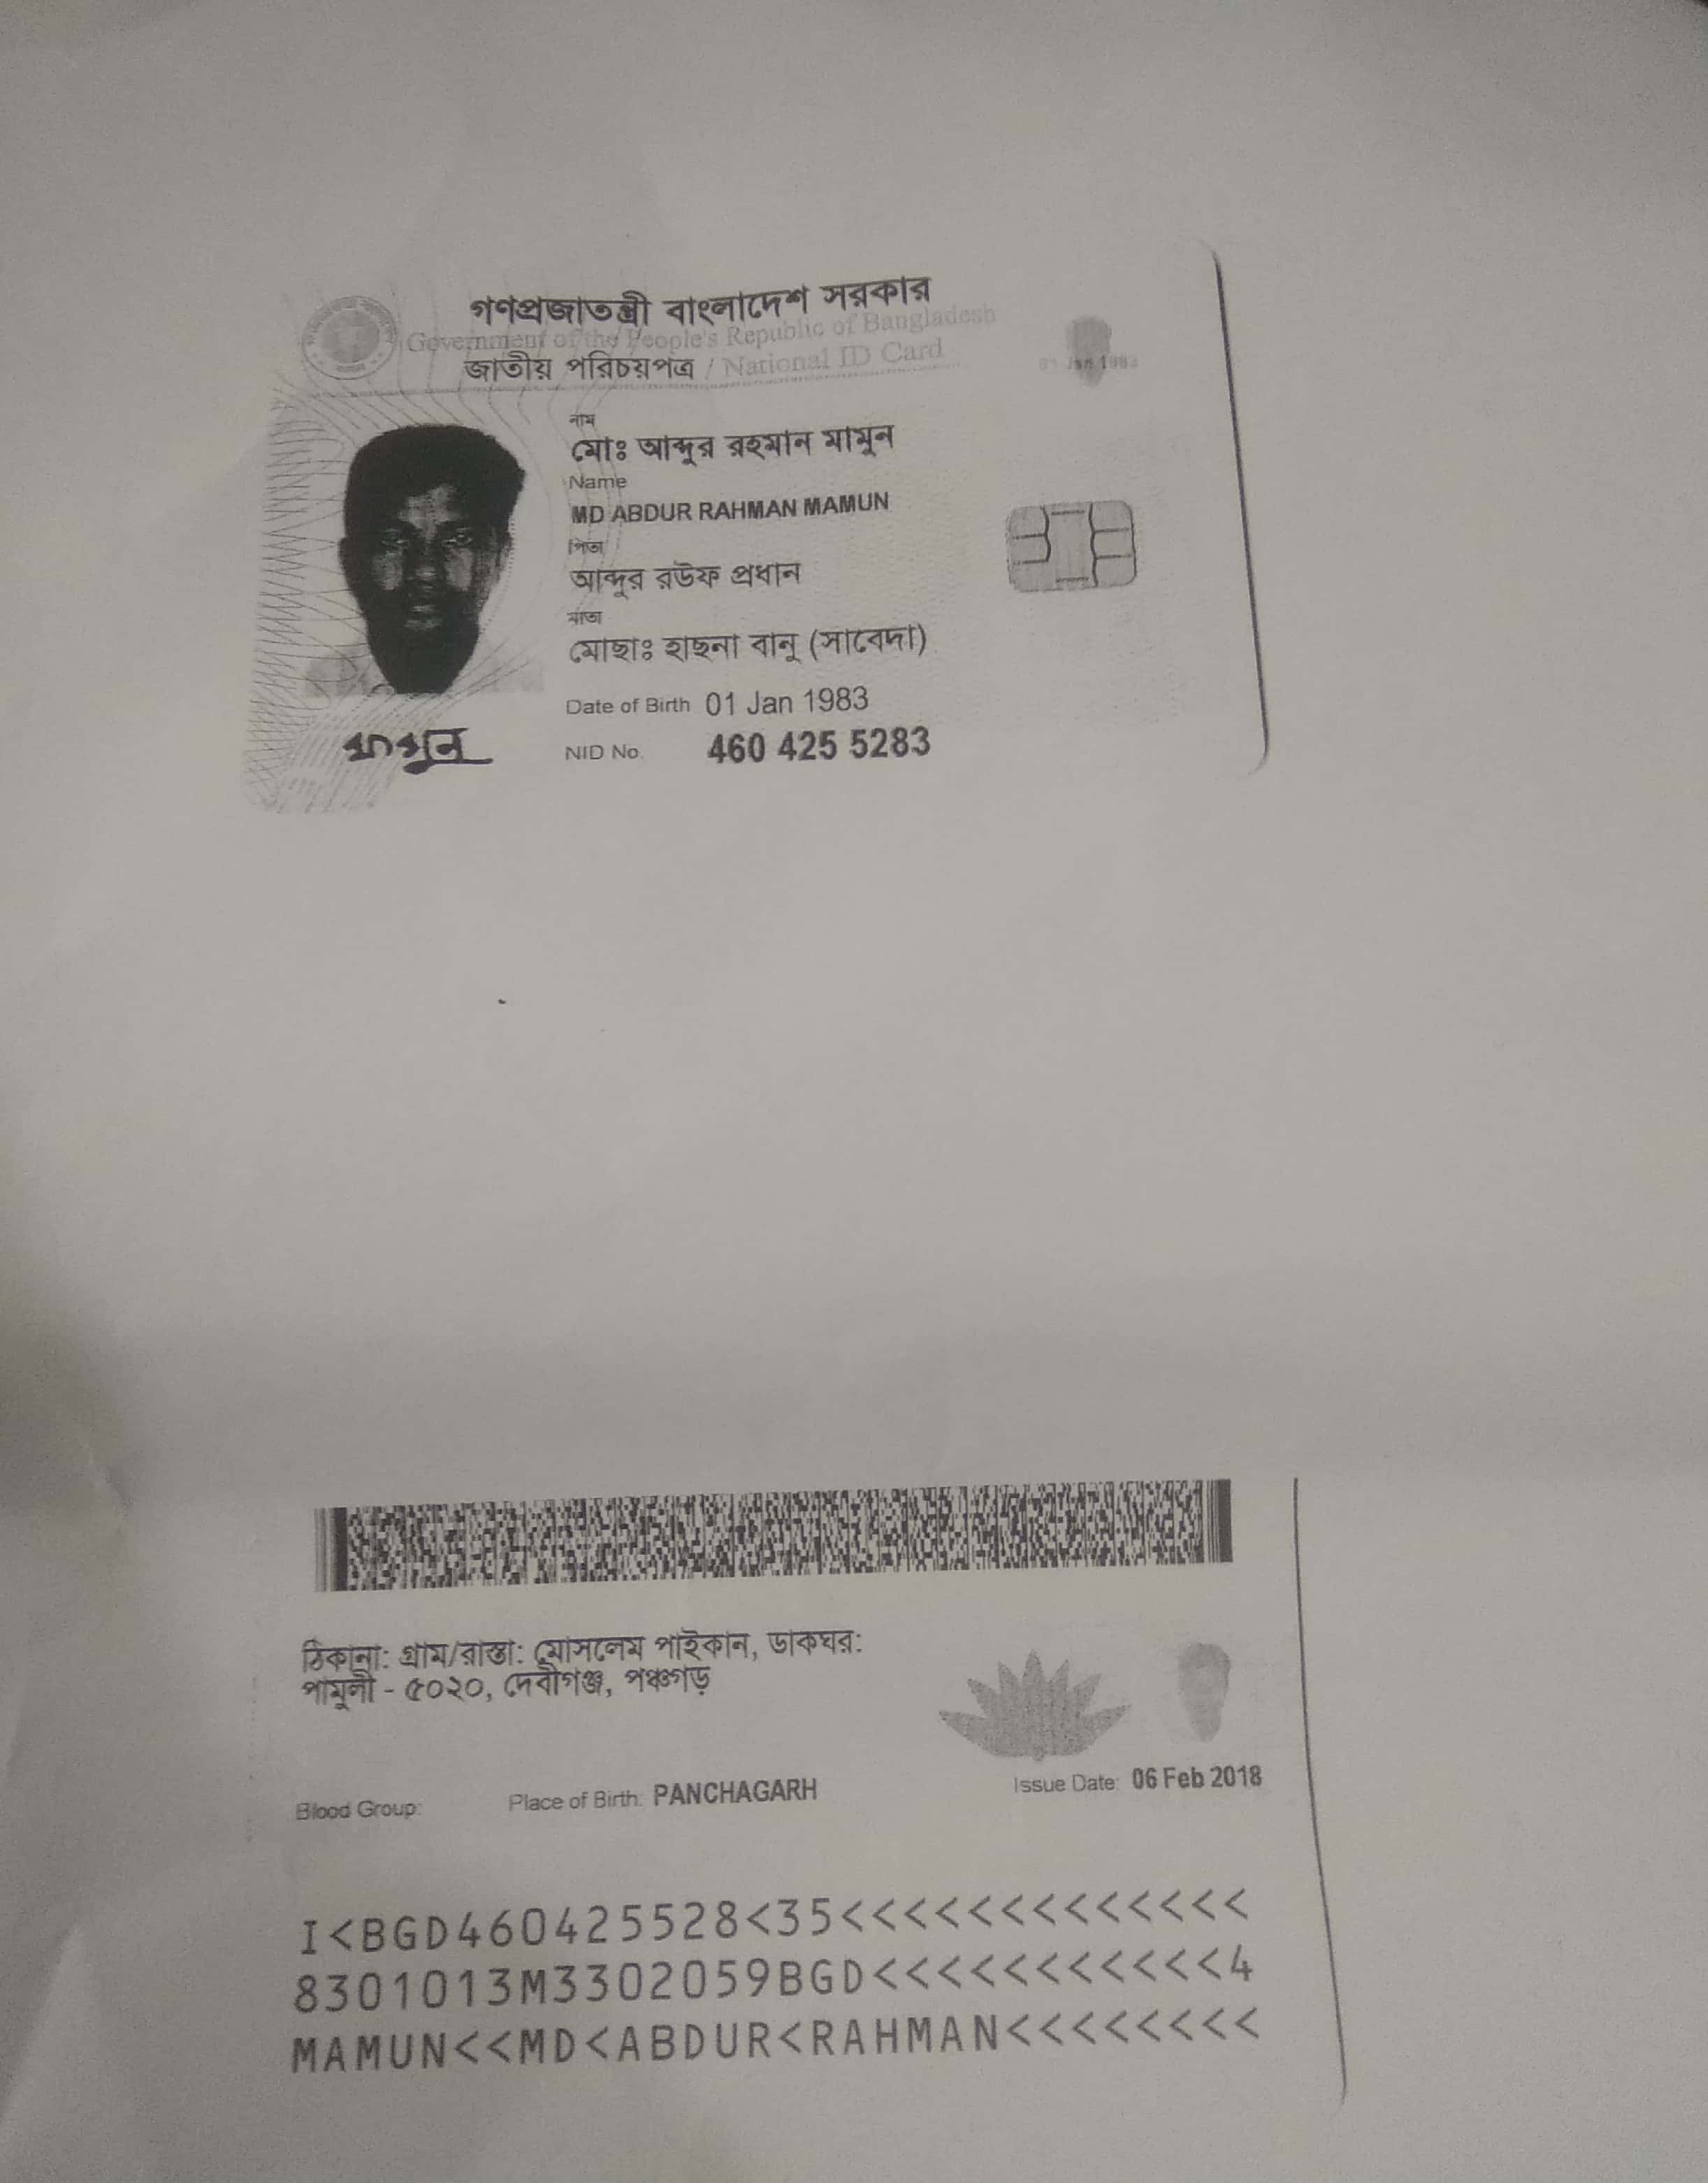 গণপ্রজাতন্ত্রী বাংলাদেশ সরকার
Government of the People's Republic of Bangladesh
জাতীয় পরিচয়পত্র / National ID Card
01 Jan 1983
নাম
মোঃ আব্দুর রহমান মামুন
Name
MD ABDUR RAHMAN MAMUN
পিতা
আব্দুর রউফ প্রধান
মাতা
মোছাঃ হাছনা বানু (সাবেদা)
Date of Birth 01 Jan 1983
NID No. 460 425 5283
মামুন
ঠিকানা: গ্রাম/রাস্তা: মোসলেম পাইকান, ডাকঘর:
পামুলী - ৫০২০, দেবীগঞ্জ, পঞ্চগড়
Blood Group: Place of Birth: PANCHAGARH Issue Date: 06 Feb 2018
I<BGD460425528<35<<<<<<<<<<<<<
8301013M3302059BGD<<<<<<<<<<<4
MAMUN<<MD<ABDUR<RAHMAN<<<<<<<<